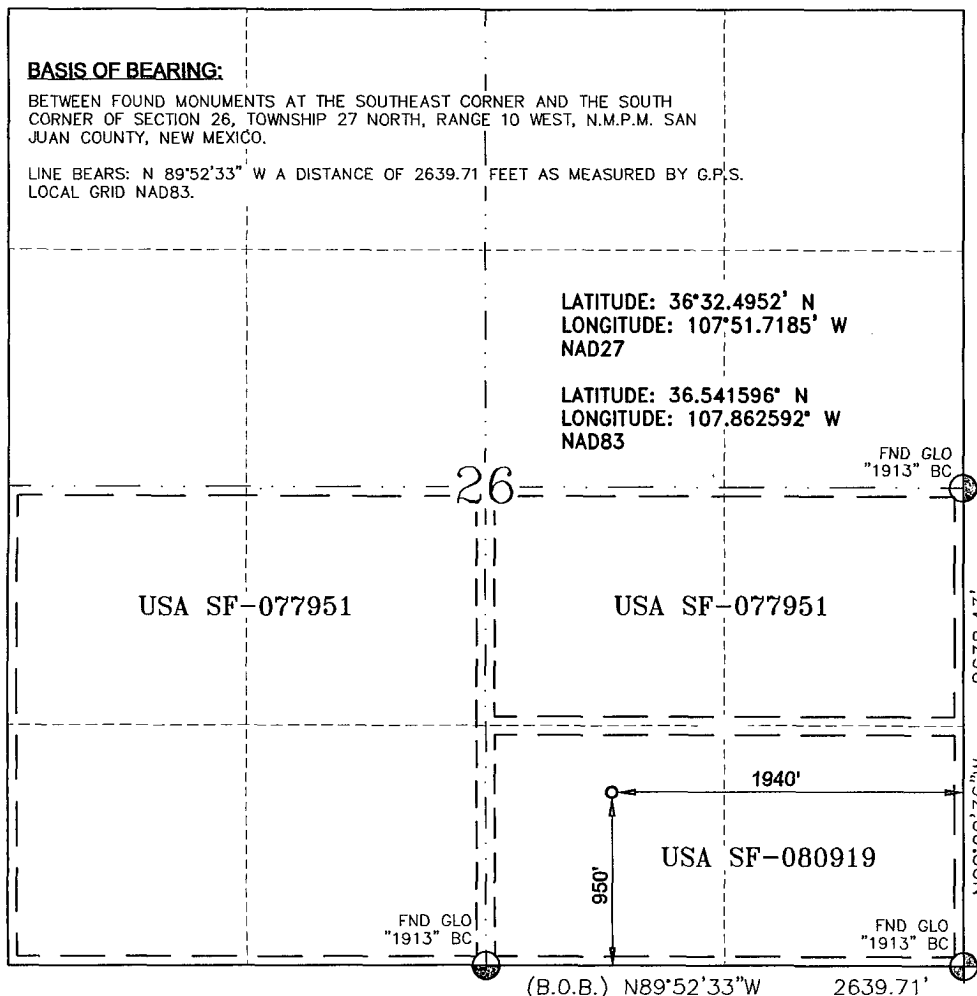 BASIS OF BEARING:
BETWEEN FOUND MONUMENTS AT THE SOUTHEAST CORNER AND THE SOUTH
CORNER OF SECTION 26, TOWNSHIP 27 NORTH, RANGE 10 WEST, N.M.P.M. SAN
JUAN COUNTY, NEW MEXICO.
LINE BEARS: N 89°52'33" W A DISTANCE OF 2639.71 FEET AS MEASURED BY G.P.S.
LOCAL GRID NAD83.
LATITUDE: 36°32.4952' N
LONGITUDE: 107°51.7185' W
NAD27
LATITUDE: 36.541596° N
LONGITUDE: 107.862592° W
NAD83
FND GLO
"1913" BC
26
USA SF-077951
USA SF-077951
1940'
950'
USA SF-080919
FND GLO
"1913" BC
FND GLO
"1913" BC
(B.O.B.) N89°52'33"W 2639.71'